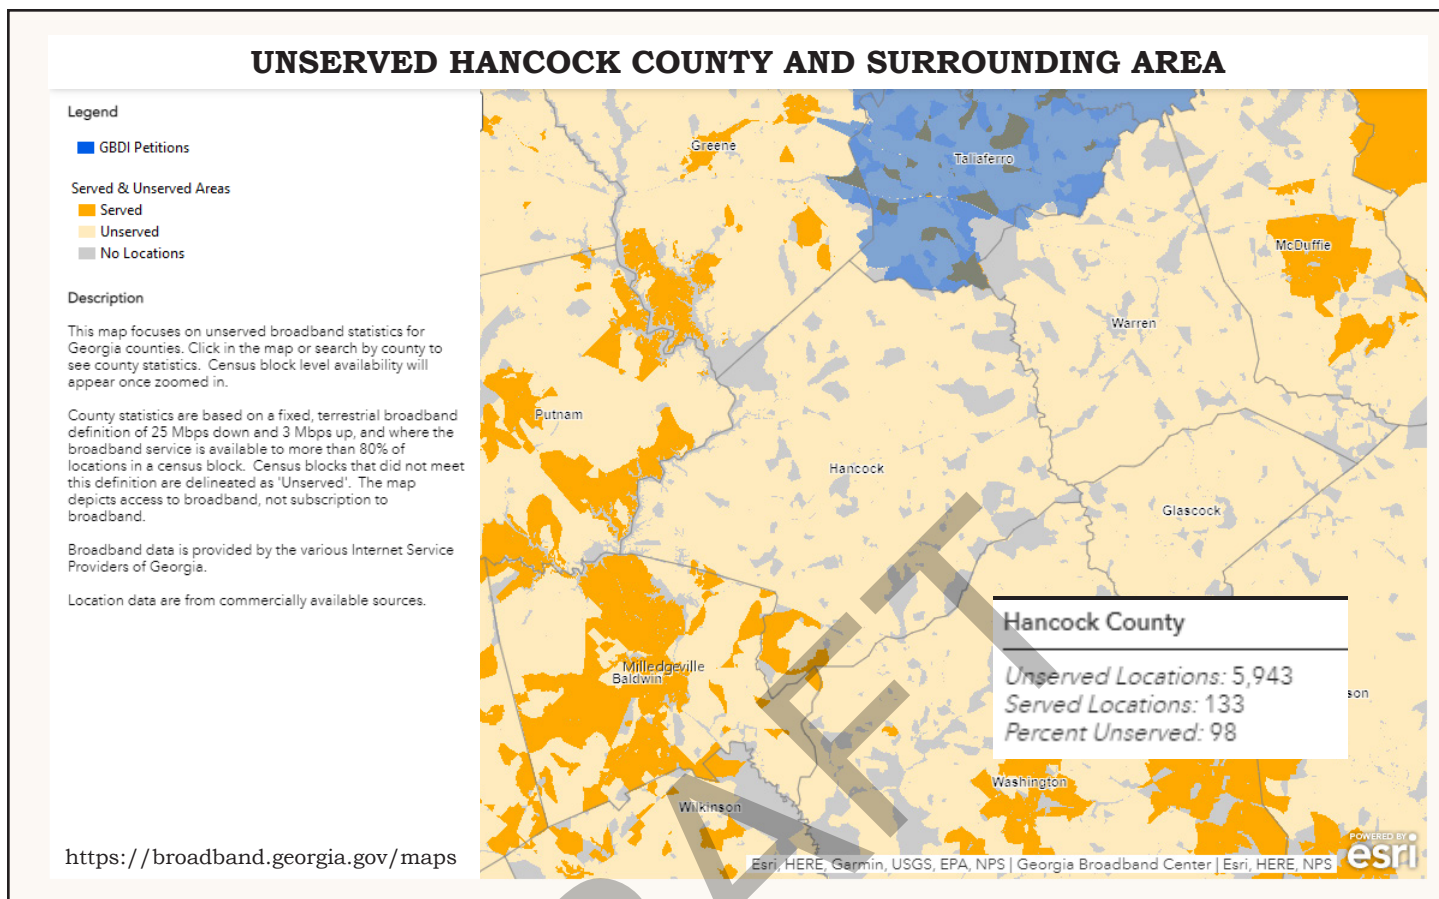 UNSERVED HANCOCK COUNTY AND SURROUNDING AREA
Legend
GBDI Petitions
Served & Unserved Areas
Served
Unserved
No Locations
Description
This map focuses on unserved broadband statistics for
Georgia counties. Click in the map or search by county to
see county statistics. Census block level availability will
appear once zoomed in.
County statistics are based on a fixed, terrestrial broadband
definition of 25 Mbps down and 3 Mbps up, and where the
broadband service is available to more than 80% of
locations in a census block. Census blocks that did not meet
this definition are delineated as 'Unserved'. The map
depicts access to broadband, not subscription to
broadband.
Broadband data is provided by the various Internet Service
Providers of Georgia.
Location data are from commercially available sources.
https://broadband.georgia.gov/maps
Greene
Taliaferro
McDuffie
Warren
Putnam
Hancock
Glascock
Milledgeville
Baldwin
Wilkinson
Washington
son
Hancock County
Unserved Locations: 5,943
Served Locations: 133
Percent Unserved: 98
POWERED BY
esri
Esri, HERE, Garmin, USGS, EPA, NPS | Georgia Broadband Center | Esri, HERE, NPS
AFT